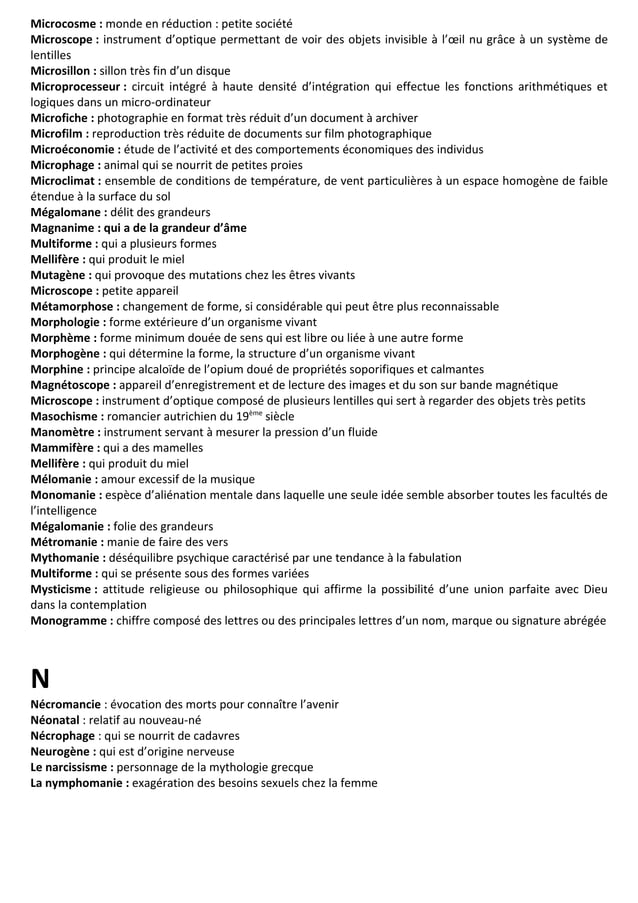 Microcosme : monde en réduction : petite société
Microscope : instrument d’optique permettant de voir des objets invisible à l’œil nu grâce à un système de
lentilles
Microsillon : sillon très fin d’un disque
Microprocesseur : circuit intégré à haute densité d’intégration qui effectue les fonctions arithmétiques et
logiques dans un micro-ordinateur
Microfiche : photographie en format très réduit d’un document à archiver
Microfilm : reproduction très réduite de documents sur film photographique
Microéconomie : étude de l’activité et des comportements économiques des individus
Microphage : animal qui se nourrit de petites proies
Microclimat : ensemble de conditions de température, de vent particulières à un espace homogène de faible
étendue à la surface du sol
Mégalomane : délit des grandeurs
Magnanime : qui a de la grandeur d’âme
Multiforme : qui a plusieurs formes
Mellifère : qui produit le miel
Mutagène : qui provoque des mutations chez les êtres vivants
Microscope : petite appareil
Métamorphose : changement de forme, si considérable qui peut être plus reconnaissable
Morphologie : forme extérieure d’un organisme vivant
Morphème : forme minimum douée de sens qui est libre ou liée à une autre forme
Morphogène : qui détermine la forme, la structure d’un organisme vivant
Morphine : principe alcaloïde de l’opium doué de propriétés soporifiques et calmantes
Magnétoscope : appareil d’enregistrement et de lecture des images et du son sur bande magnétique
Microscope : instrument d’optique composé de plusieurs lentilles qui sert à regarder des objets très petits
Masochisme : romancier autrichien du 19ème siècle
Manomètre : instrument servant à mesurer la pression d’un fluide
Mammifère : qui a des mamelles
Mellifère : qui produit du miel
Mélomanie : amour excessif de la musique
Monomanie : espèce d’aliénation mentale dans laquelle une seule idée semble absorber toutes les facultés de
l’intelligence
Mégalomanie : folie des grandeurs
Métromanie : manie de faire des vers
Mythomanie : déséquilibre psychique caractérisé par une tendance à la fabulation
Multiforme : qui se présente sous des formes variées
Mysticisme : attitude religieuse ou philosophique qui affirme la possibilité d’une union parfaite avec Dieu
dans la contemplation
Monogramme : chiffre composé des lettres ou des principales lettres d’un nom, marque ou signature abrégée
N
Nécromancie : évocation des morts pour connaître l’avenir
Néonatal : relatif au nouveau-né
Nécrophage : qui se nourrit de cadavres
Neurogène : qui est d’origine nerveuse
Le narcissisme : personnage de la mythologie grecque
La nymphomanie : exagération des besoins sexuels chez la femme